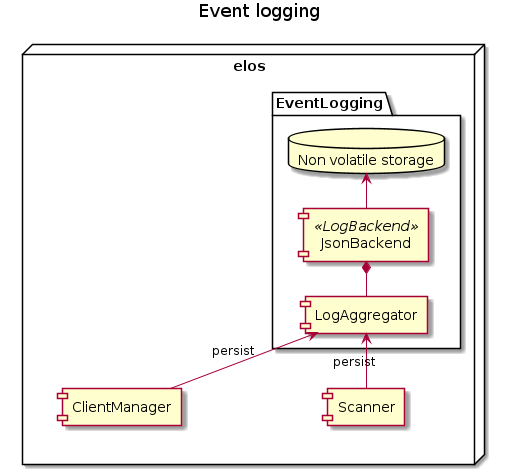 Event logging
elos
EventLogging
Non volatile storage
«LogBackend»
JsonBackend
LogAggregator
persist
persist
ClientManager
Scanner